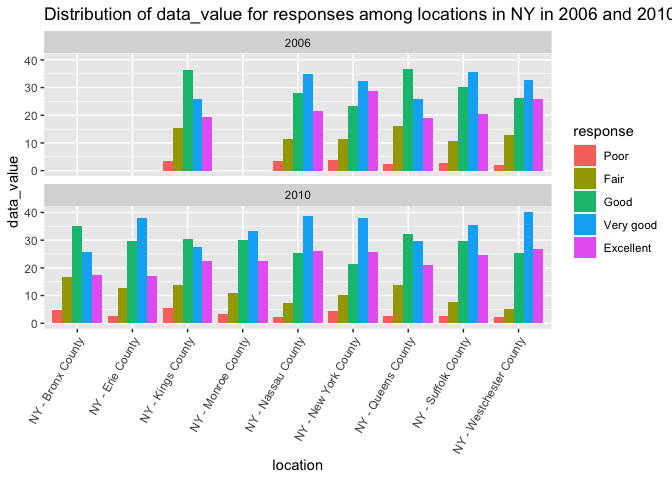 Distribution of data_value for responses among locations in NY in 2006 and 2010
2006
40
30
20
10
0
2010
40
30
20
10
0
data_value
NY - Bronx County
NY - Erie County
NY - Kings County
NY - Monroe County
NY - Nassau County
NY - New York County
NY - Queens County
NY - Suffolk County
NY - Westchester County
location
response
Poor
Fair
Good
Very good
Excellent